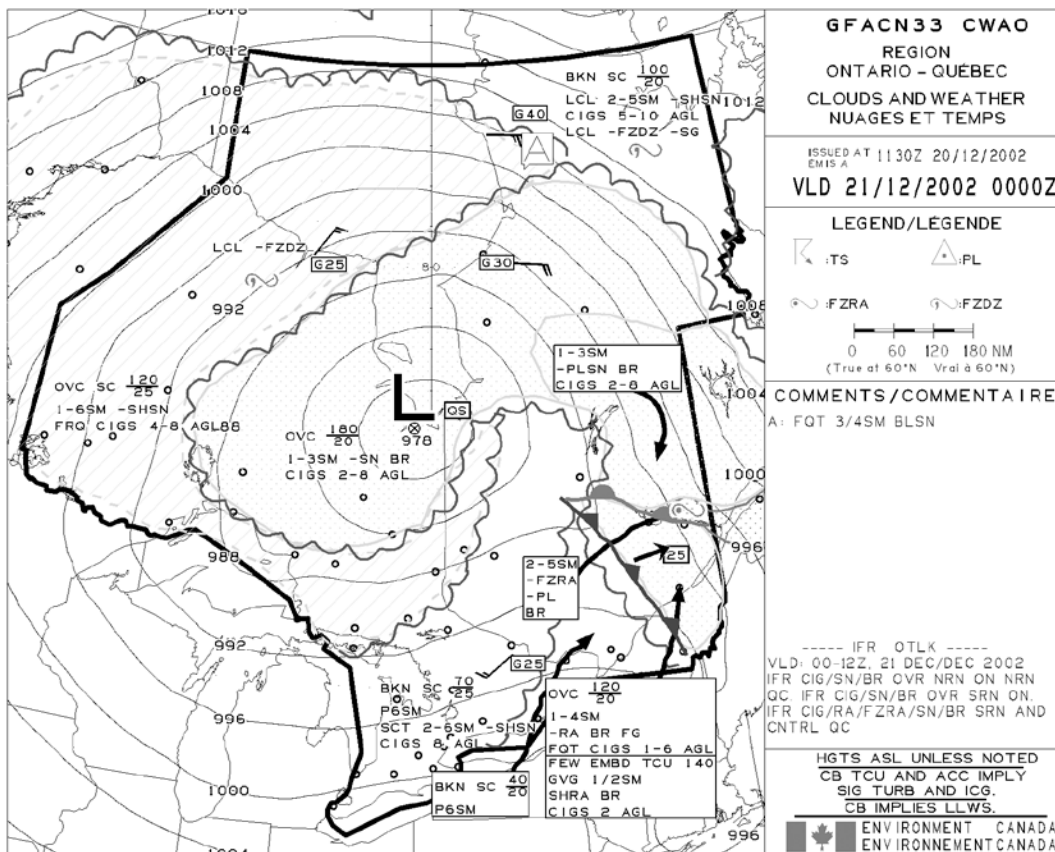 GFACN33 CWAO
REGION
ONTARIO - QUÉBEC
CLOUDS AND WEATHER
NUAGES ET TEMPS
ISSUED AT 1130Z 20/12/2002
EMIS A
VLD 21/12/2002 0000Z
LEGEND/LÉGENDE
:TS
:PL
:FZRA
:FZDZ
0 60 120 180 NM
(True at 60°N Vrai à 60°N)
COMMENTS/COMMENTAIRE
A: FQT 3/4SM BLSN
----- IFR OTLK -----
VLD: 00-12Z, 21 DEC/DEC 2002
IFR CIG/SN/BR OVR NRN ON NRN
QC. IFR CIG/SN/BR OVR SRN ON.
IFR CIG/RA/FZRA/SN/BR SRN AND
CNTRL QC
HGTS ASL UNLESS NOTED
CB TCU AND ACC IMPLY
SIG TURB AND ICG.
CB IMPLIES LLWS.
ENVIRONMENT CANADA
ENVIRONNEMENT CANADA
1012
1008
1004
1000
992
BKN SC 100
20
LCL 2-5SM -SHSN
CIGS 5-10 AGL
LCL -FZDZ -SG
1012
G40
A
LCL -FZDZ
G25
G30
80
1008
1-3SM
-PLSN BR
CIGS 2-8 AGL
1004
OVC SC 120
25
1-6SM -SHSN
FRQ CIGS 4-8 AGL
988
L
QS
978
OVC 180
20
1-3SM -SN BR
CIGS 2-8 AGL
1000
996
25
2-5SM
-FZRA
-PL
BR
988
992
996
1000
1004
G25
BKN SC 70
25
P6SM
SCT 2-6SM -SHSN
CIGS 8 AGL
BKN SC 40
20
P6SM
OVC 120
20
1-4SM
-RA BR FG
FQT CIGS 1-6 AGL
FEW EMBD TCU 140
GVG 1/2SM
SHRA BR
CIGS 2 AGL
996